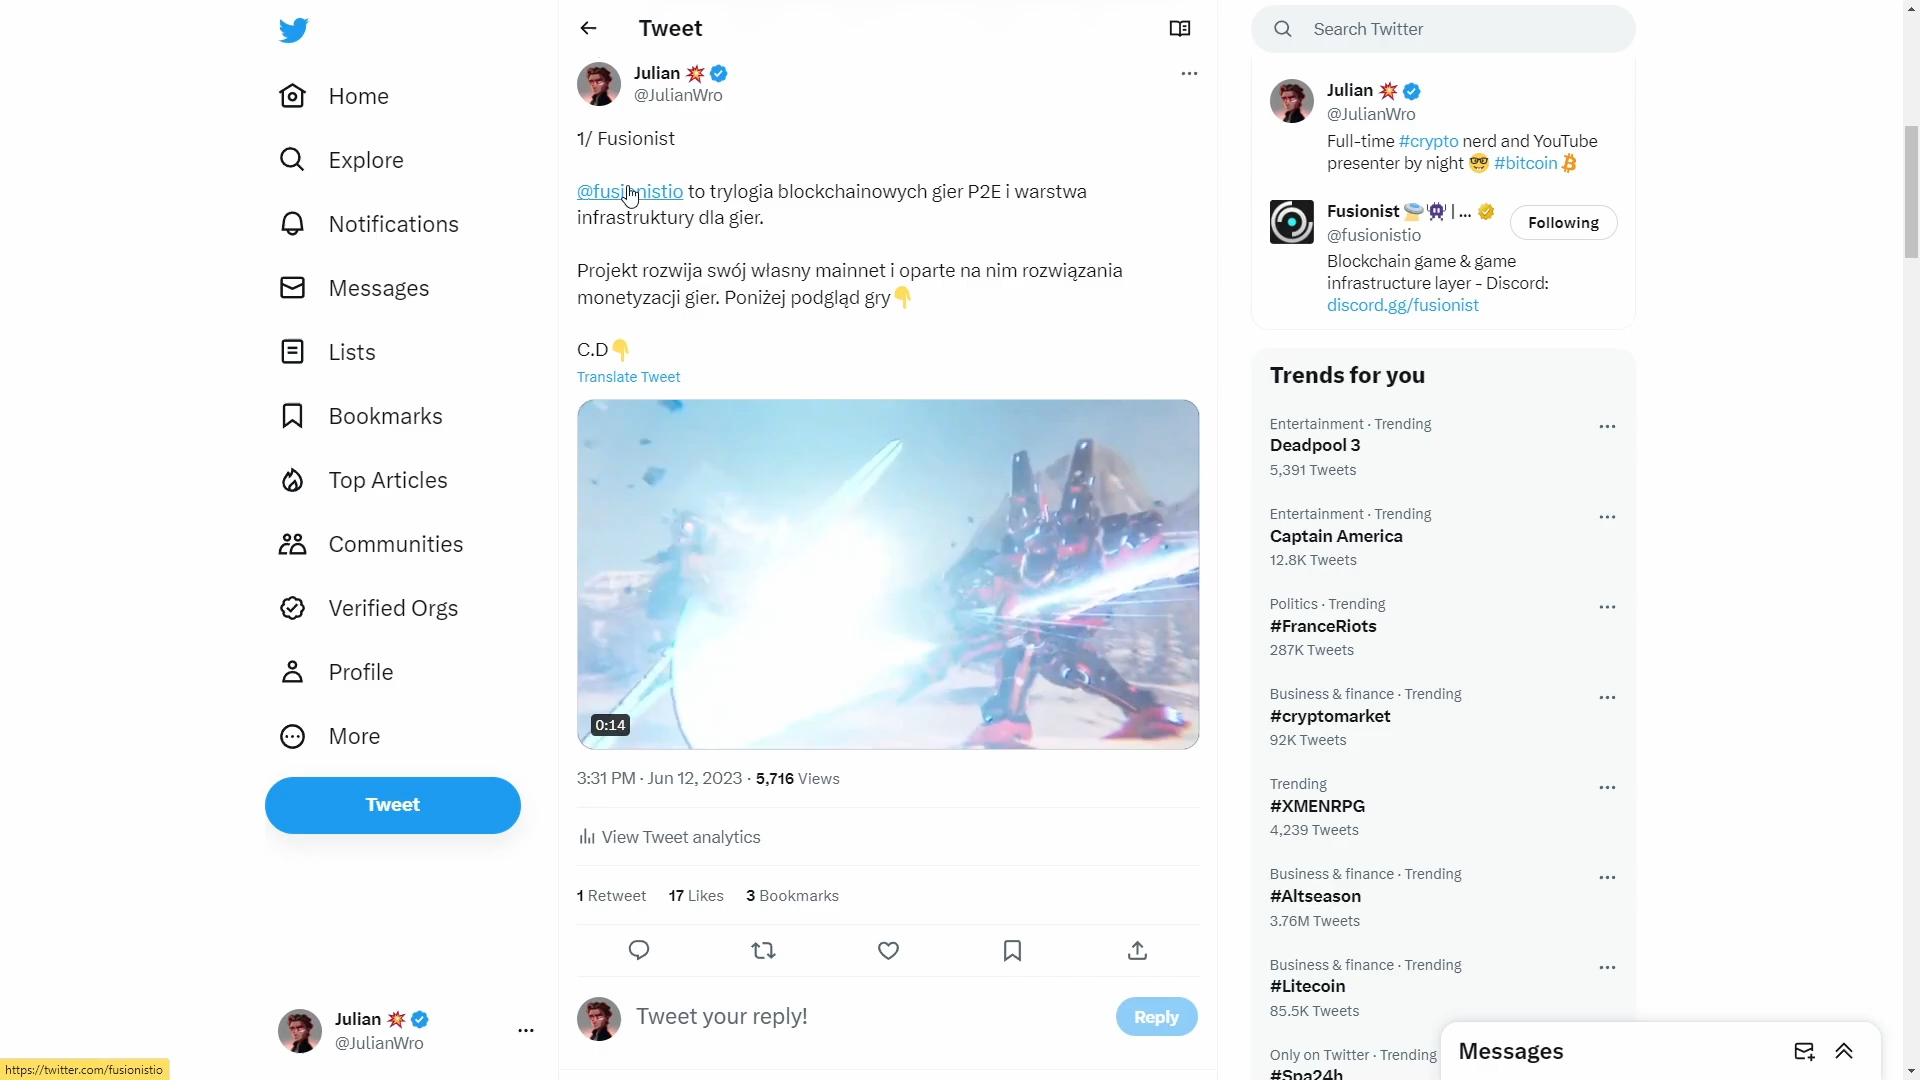 Home
Explore
Notifications
Messages
Lists
Bookmarks
Top Articles
Communities
Verified Orgs
Profile
More
Tweet
Julian 💥
@JulianWro
https://twitter.com/fusionistio
Tweet
Julian 💥
@JulianWro
1/ Fusionist
@fusionistio to trylogia blockchainowych gier P2E i warstwa
infrastruktury dla gier.
Projekt rozwija swój własny mainnet i oparte na nim rozwiązania
monetyzacji gier. Poniżej podgląd gry👇
C.D👇
Translate Tweet
0:14
3:31 PM · Jun 12, 2023 · 5,716 Views
View Tweet analytics
1 Retweet 17 Likes 3 Bookmarks
Tweet your reply!
Reply
Search Twitter
Julian 💥
@JulianWro
Full-time #crypto nerd and YouTube
presenter by night 🤓 #bitcoin
Fusionist | ...
@fusionistio
Following
Blockchain game & game
infrastructure layer - Discord:
discord.gg/fusionist
Trends for you
Entertainment · Trending
Deadpool 3
5,391 Tweets
Entertainment · Trending
Captain America
12.8K Tweets
Politics · Trending
#FranceRiots
287K Tweets
Business & finance · Trending
#cryptomarket
92K Tweets
Trending
#XMENRPG
4,239 Tweets
Business & finance · Trending
#Altseason
3.76M Tweets
Business & finance · Trending
#Litecoin
85.5K Tweets
Only on Twitter · Trending
#Spa24h
Messages